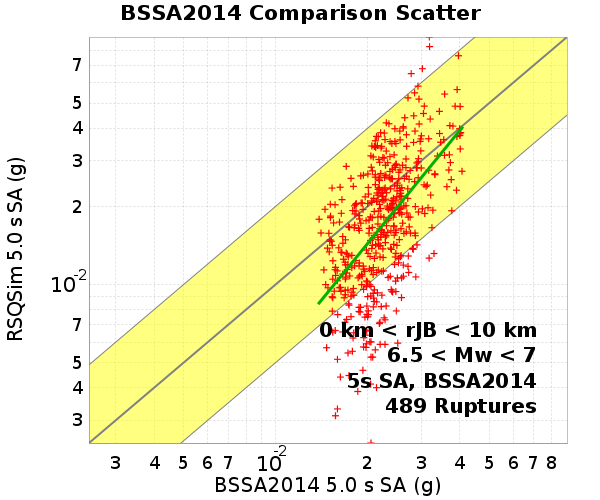 BSSA2014 Comparison Scatter
RSQSim 5.0 s SA (g)
7
5
4
3
2
10-2
7
5
4
3
0 km < rJB < 10 km
6.5 < Mw < 7
5s SA, BSSA2014
489 Ruptures
3 4 5 6 7 10-2 2 3 4 5 6 7 8
BSSA2014 5.0 s SA (g)